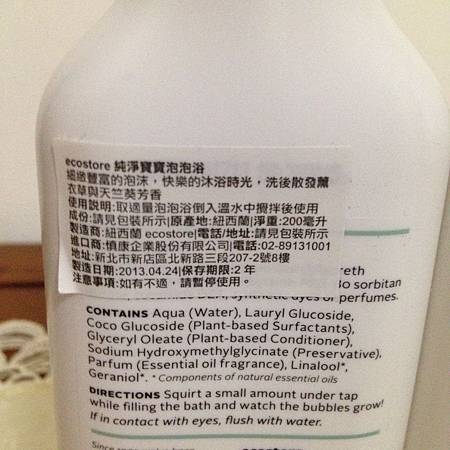 ecostore 純淨寶寶泡泡浴
細緻豐富的泡沫，快樂的沐浴時光，洗後散發薰
衣草與天竺葵芳香
使用說明:取適量泡泡浴倒入溫水中攪拌後使用
成份:請見包裝所示|原產地:紐西蘭|淨重:200毫升
製造商:紐西蘭 ecostore|電話/地址:請見包裝所示
進口商:慎康企業股份有限公司|電話:02-89131001
地址:新北市新店區北新路三段207-2號8樓
製造日期:2013.04.24|保存期限:2 年
注意事項:如有不適，請暫停使用。
reth
sorbitan
synthetic dyes or perfumes.
CONTAINS Aqua (Water), Lauryl Glucoside,
Coco Glucoside (Plant-based Surfactants),
Glyceryl Oleate (Plant-based Conditioner),
Sodium Hydroxymethylglycinate (Preservative),
Parfum (Essential oil fragrance), Linalool*,
Geraniol*. * Components of natural essential oils
DIRECTIONS Squirt a small amount under tap
while filling the bath and watch the bubbles grow!
If in contact with eyes, flush with water.
Since
ecostore